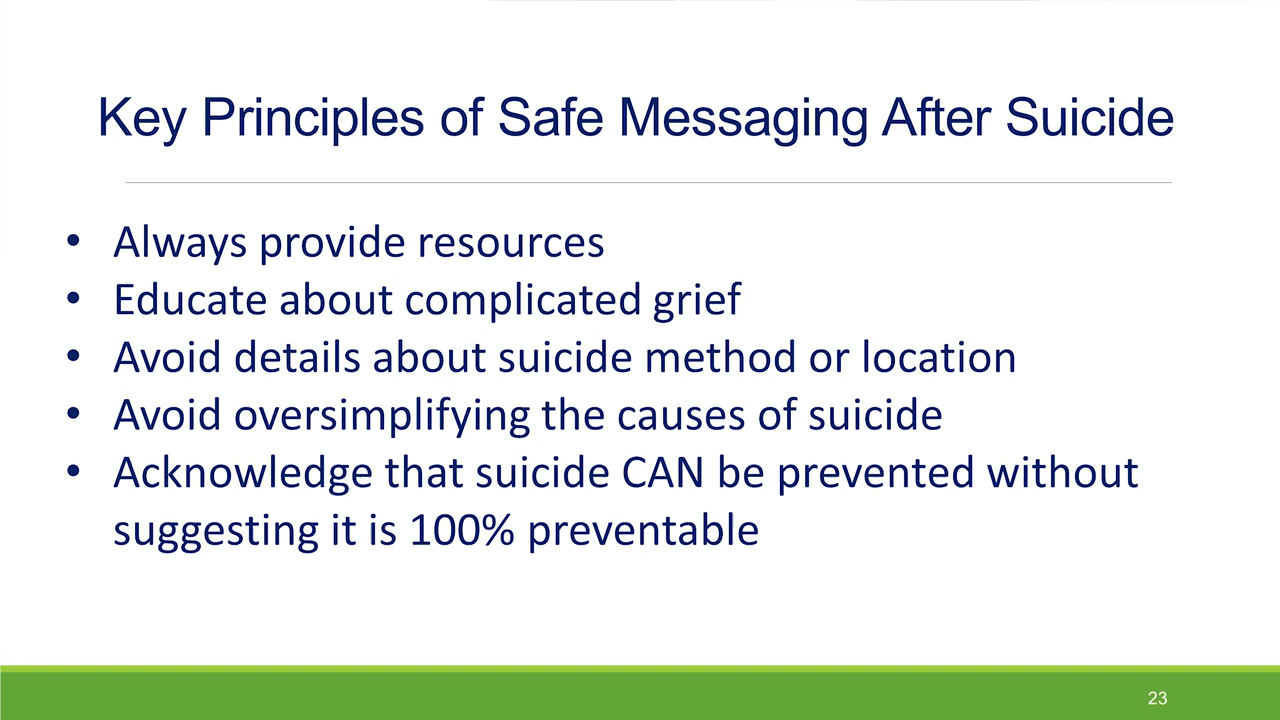 Key Principles of Safe Messaging After Suicide
• Always provide resources
• Educate about complicated grief
• Avoid details about suicide method or location
• Avoid oversimplifying the causes of suicide
• Acknowledge that suicide CAN be prevented without
suggesting it is 100% preventable
23